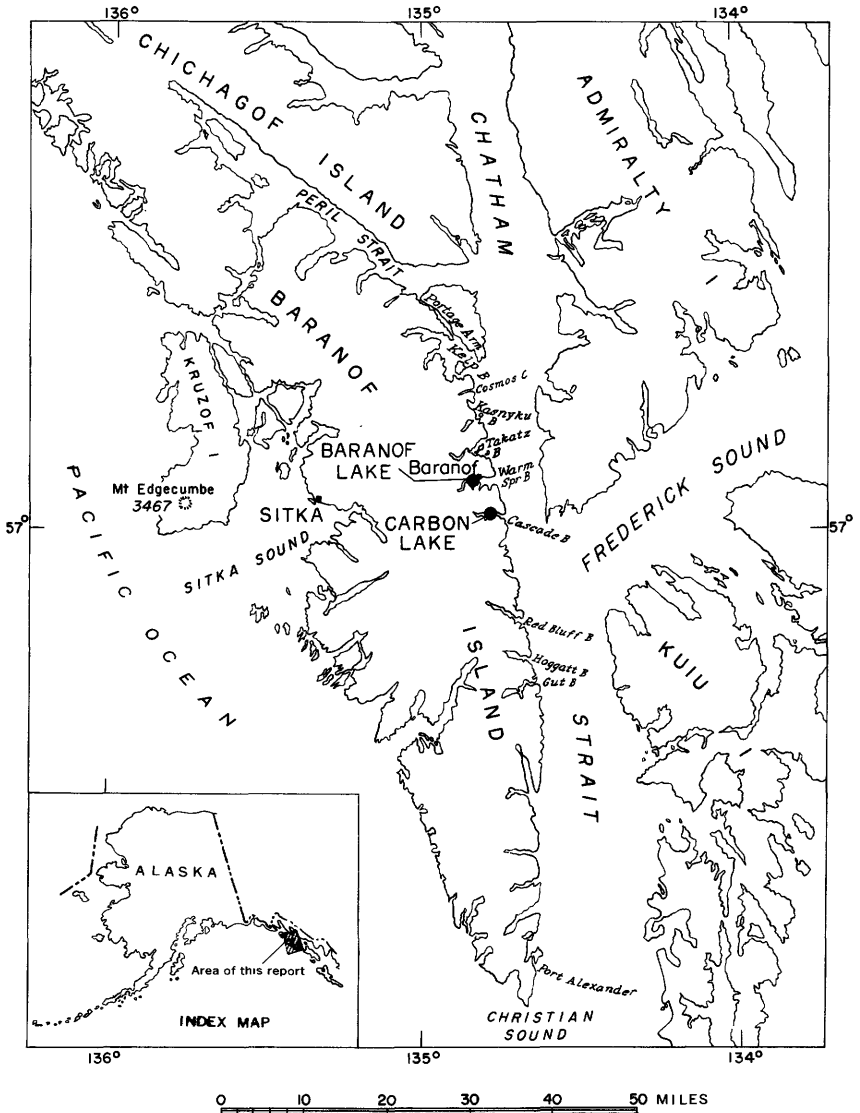 136°
135°
134°
CHICHAGOF
ISLAND
PERIL STRAIT
CHATHAM
ADMIRALTY
I
BARANOF
Portage Arm
Kelp B
Cosmos C
Kasnyku
B
Takatz
B
KRUZOF I
BARANOF
LAKE
Baranof
Warm
Spr B
Mt Edgecumbe
3467
SITKA
CARBON
LAKE
Cascade B
57°
57°
FREDERICK SOUND
SITKA SOUND
PACIFIC OCEAN
Red Bluff B
Hoggatt B
Gut B
ISLAND
KUIU
I
STRAIT
ALASKA
Area of this report
INDEX MAP
Port Alexander
CHRISTIAN
SOUND
136°
135°
134°
0 10 20 30 40 50 MILES